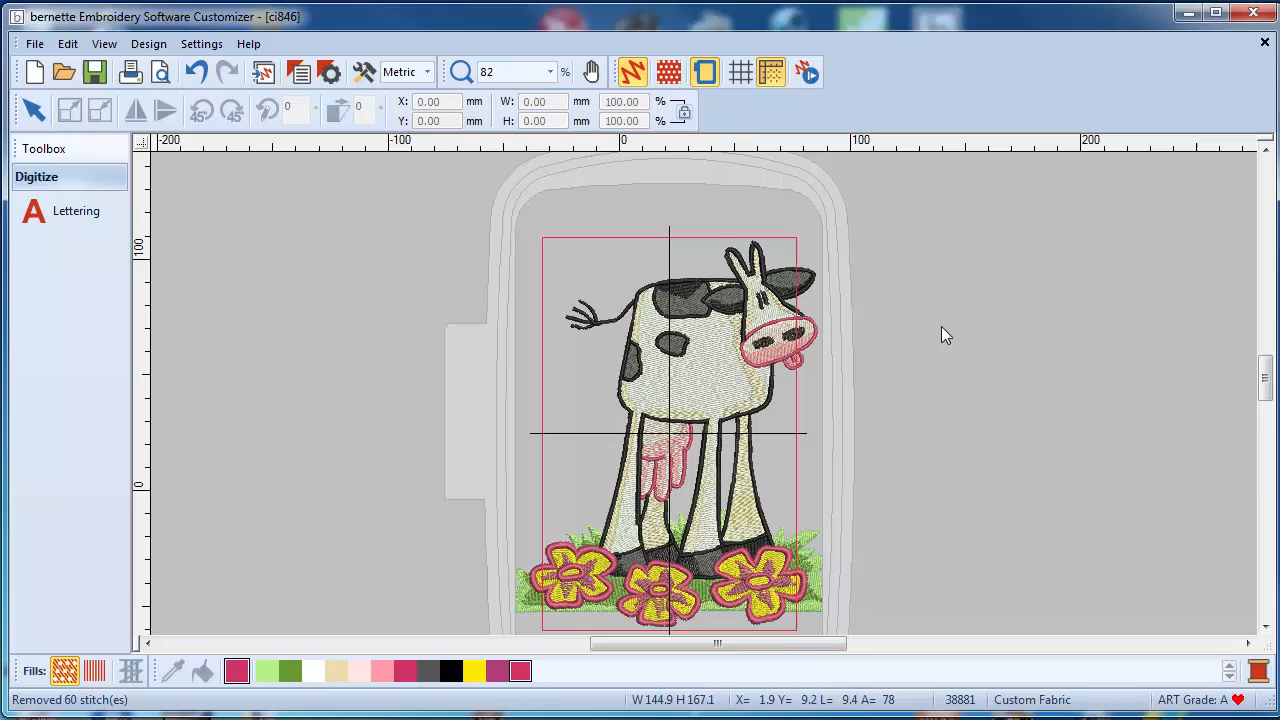 bernette Embroidery Software Customizer - [ci846]
File Edit View Design Settings Help
Metric 82 %
45° 45° 0 ° 0 ° X: 0.00 mm W: 0.00 mm 100.00 %
Y: 0.00 mm H: 0.00 mm 100.00 %
Toolbox
Digitize
A Lettering
-200 -100 0 100 200
100
0
Fills:
Removed 60 stitch(es) W 144.9 H 167.1 X= 1.9 Y= 9.2 L= 9.4 A= 78 38881 Custom Fabric ART Grade: A